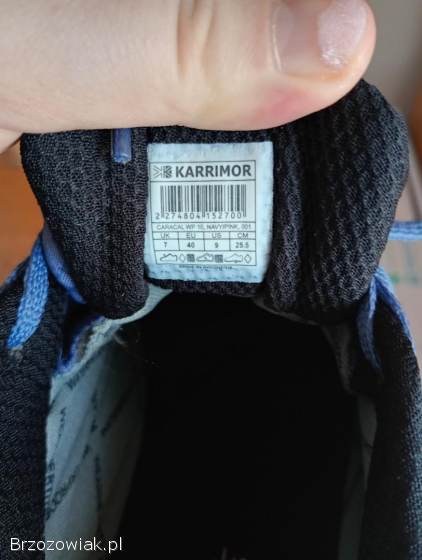 KARRIMOR
2 274804 152700
CARACAL WP 10, NAVY/PINK, 001
UK EU US CM
7 40 9 25.5
Brzozowiak.pl